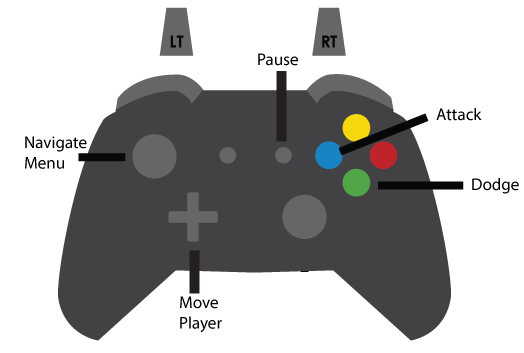 LT
RT
Pause
Attack
Navigate
Menu
Dodge
Move
Player